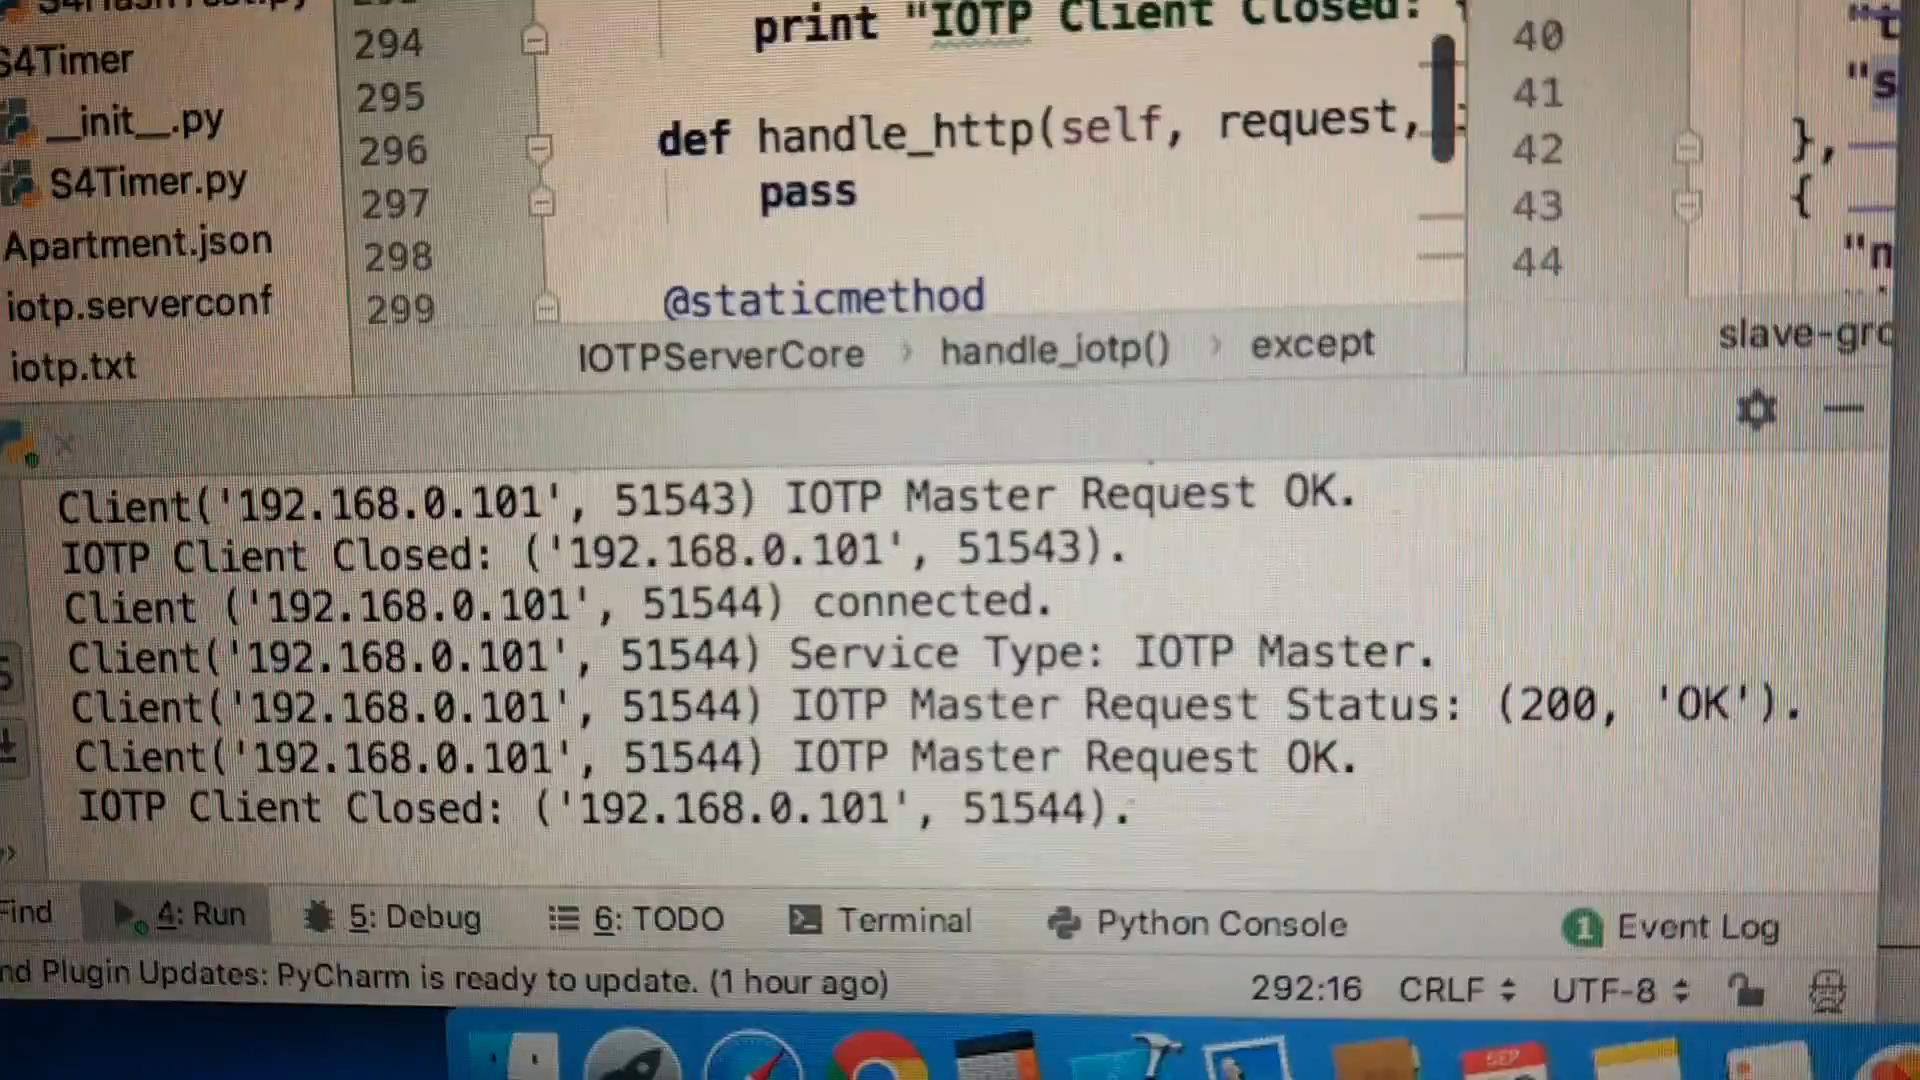 S4Timer
__init__.py
S4Timer.py
Apartment.json
iotp.serverconf
iotp.txt
294
295
296
297
298
299
print "IOTP Client Closed:
def handle_http(self, request,
pass
@staticmethod
IOTPServerCore › handle_iotp() › except
40
41
42
43
44
"t
"s
},
{
"n
slave-gro
Client('192.168.0.101', 51543) IOTP Master Request OK.
IOTP Client Closed: ('192.168.0.101', 51543).
Client ('192.168.0.101', 51544) connected.
Client('192.168.0.101', 51544) Service Type: IOTP Master.
Client('192.168.0.101', 51544) IOTP Master Request Status: (200, 'OK').
Client('192.168.0.101', 51544) IOTP Master Request OK.
IOTP Client Closed: ('192.168.0.101', 51544).
Find 4: Run 5: Debug 6: TODO Terminal Python Console 1 Event Log
nd Plugin Updates: PyCharm is ready to update. (1 hour ago) 292:16 CRLF UTF-8
SEP